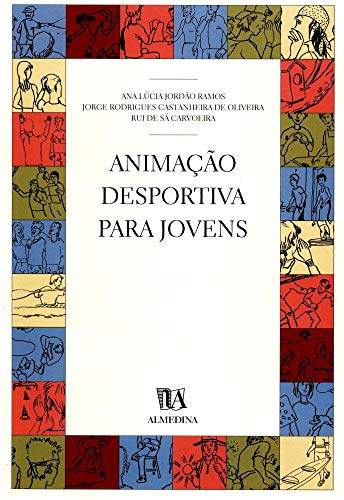 ANA LÚCIA JORDÃO RAMOS
JORGE RODRIGUES CASTANHEIRA DE OLIVEIRA
RUI DE SÁ CARVOEIRA
ANIMAÇÃO
DESPORTIVA
PARA JOVENS
ALMEDINA